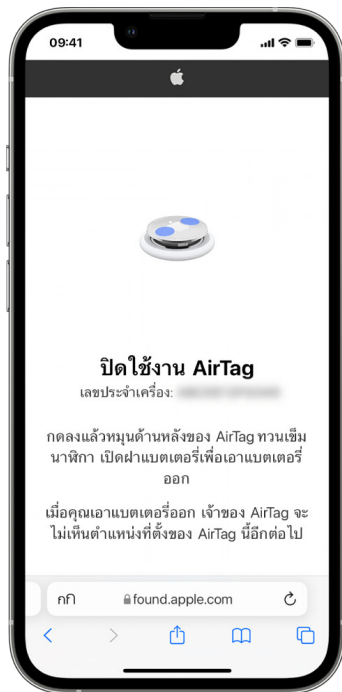 09:41
ปิดใช้งาน AirTag
เลขประจำเครื่อง:
กดลงแล้วหมุนด้านหลังของ AirTag ทวนเข็ม
นาฬิกา เปิดฝาแบตเตอรี่เพื่อเอาแบตเตอรี่
ออก
เมื่อคุณเอาแบตเตอรี่ออก เจ้าของ AirTag จะ
ไม่เห็นตำแหน่งที่ตั้งของ AirTag นี้อีกต่อไป
กก found.apple.com